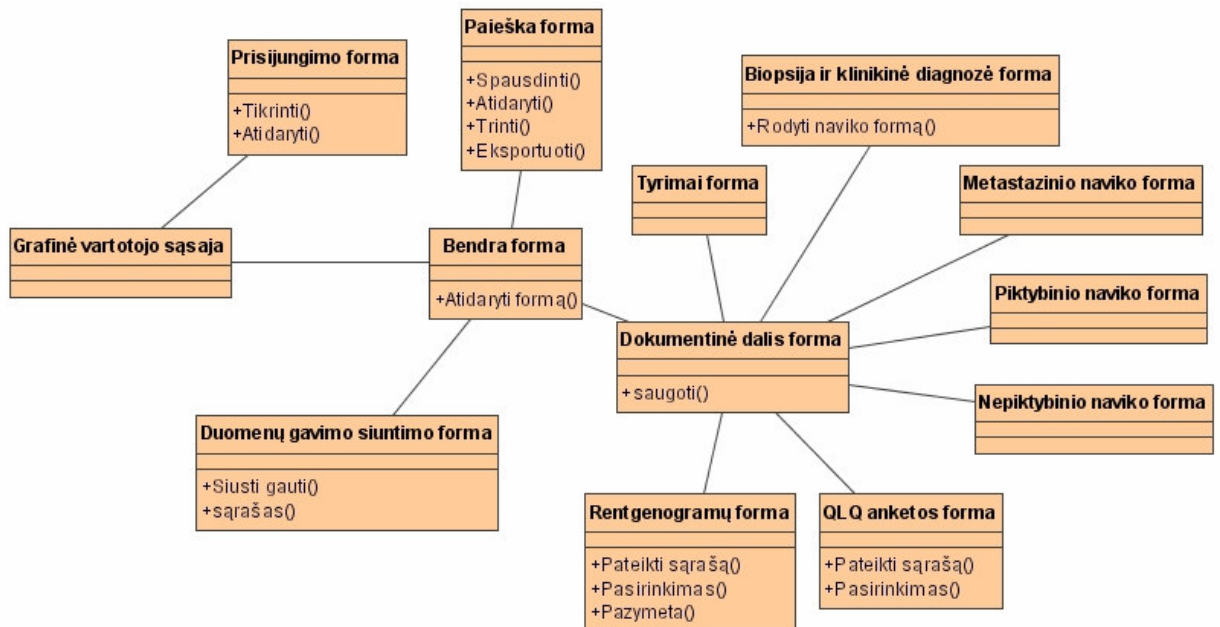 Paieška forma
+Spausdinti()
+Atidaryti()
+Trinti()
+Eksportuoti()
Prisijungimo forma
+Tikrinti()
+Atidaryti()
Biopsija ir klinikinė diagnozė forma
+Rodyti naviko formą()
Tyrimai forma
Metastazinio naviko forma
Grafinė vartotojo sąsaja
Bendra forma
+Atidaryti formą()
Piktybinio naviko forma
Dokumentinė dalis forma
+saugoti()
Nepiktybinio naviko forma
Duomenų gavimo siuntimo forma
+Siusti gauti()
+sąrašas()
Rentgenogramų forma
+Pateikti sąrašą()
+Pasirinkimas()
+Pazymeta()
QLQ anketos forma
+Pateikti sąrašą()
+Pasirinkimas()